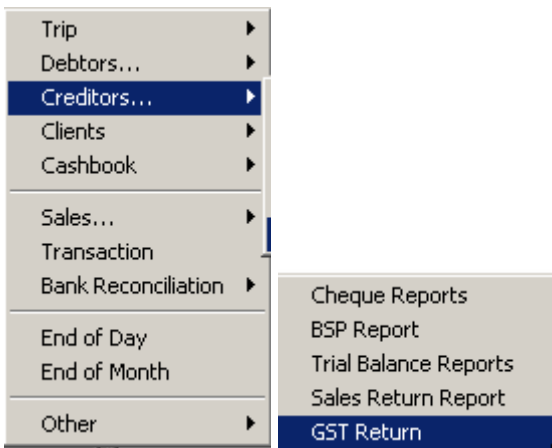 Trip
Debtors...
Creditors...
Clients
Cashbook
Sales...
Transaction
Bank Reconciliation
End of Day
End of Month
Other
Cheque Reports
BSP Report
Trial Balance Reports
Sales Return Report
GST Return